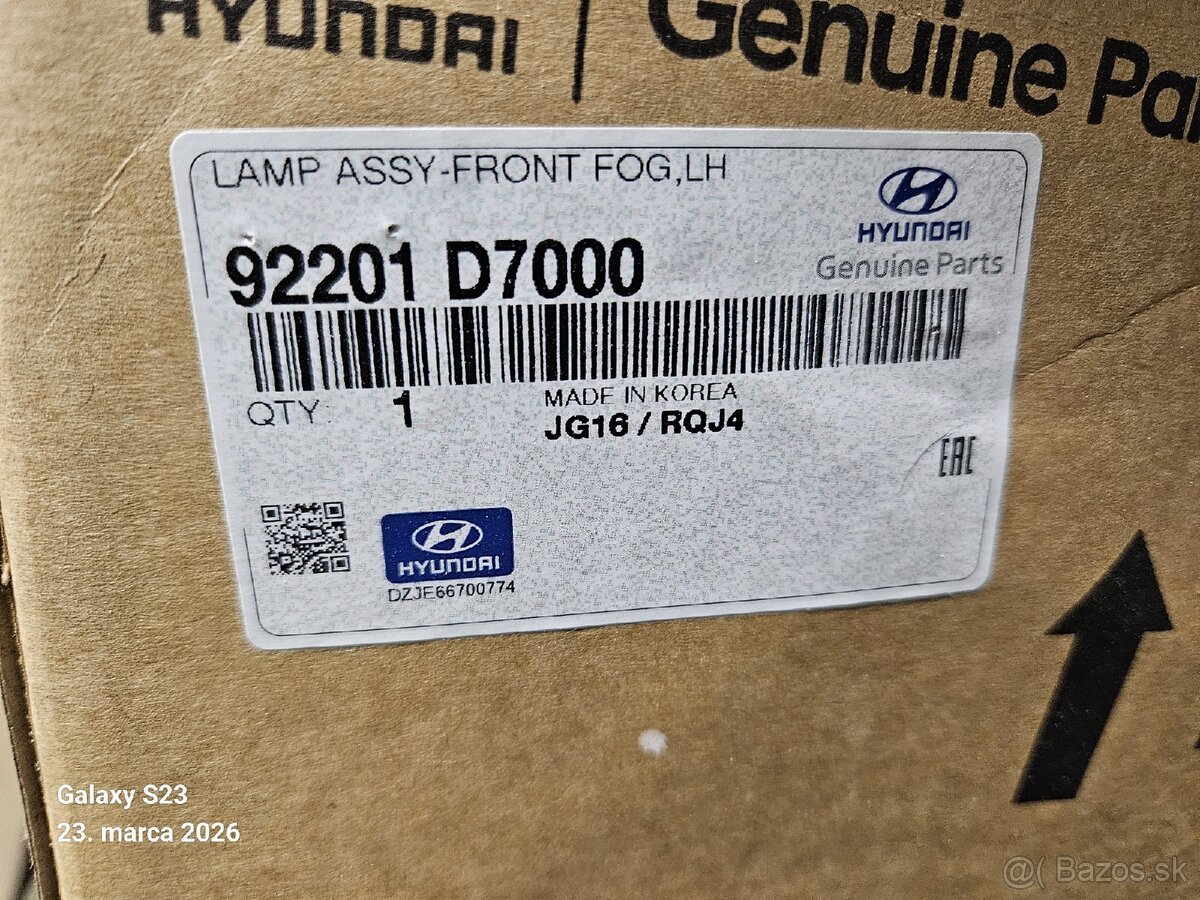 HYUNDAI | Genuine Pa
LAMP ASSY-FRONT FOG,LH
HYUNDAI
Genuine Parts
92201 D7000
QTY: 1
MADE IN KOREA
JG16 / RQJ4
EAC
HYUNDAI
DZJE66700774
Galaxy S23
23. marca 2026
@( Bazos.sk